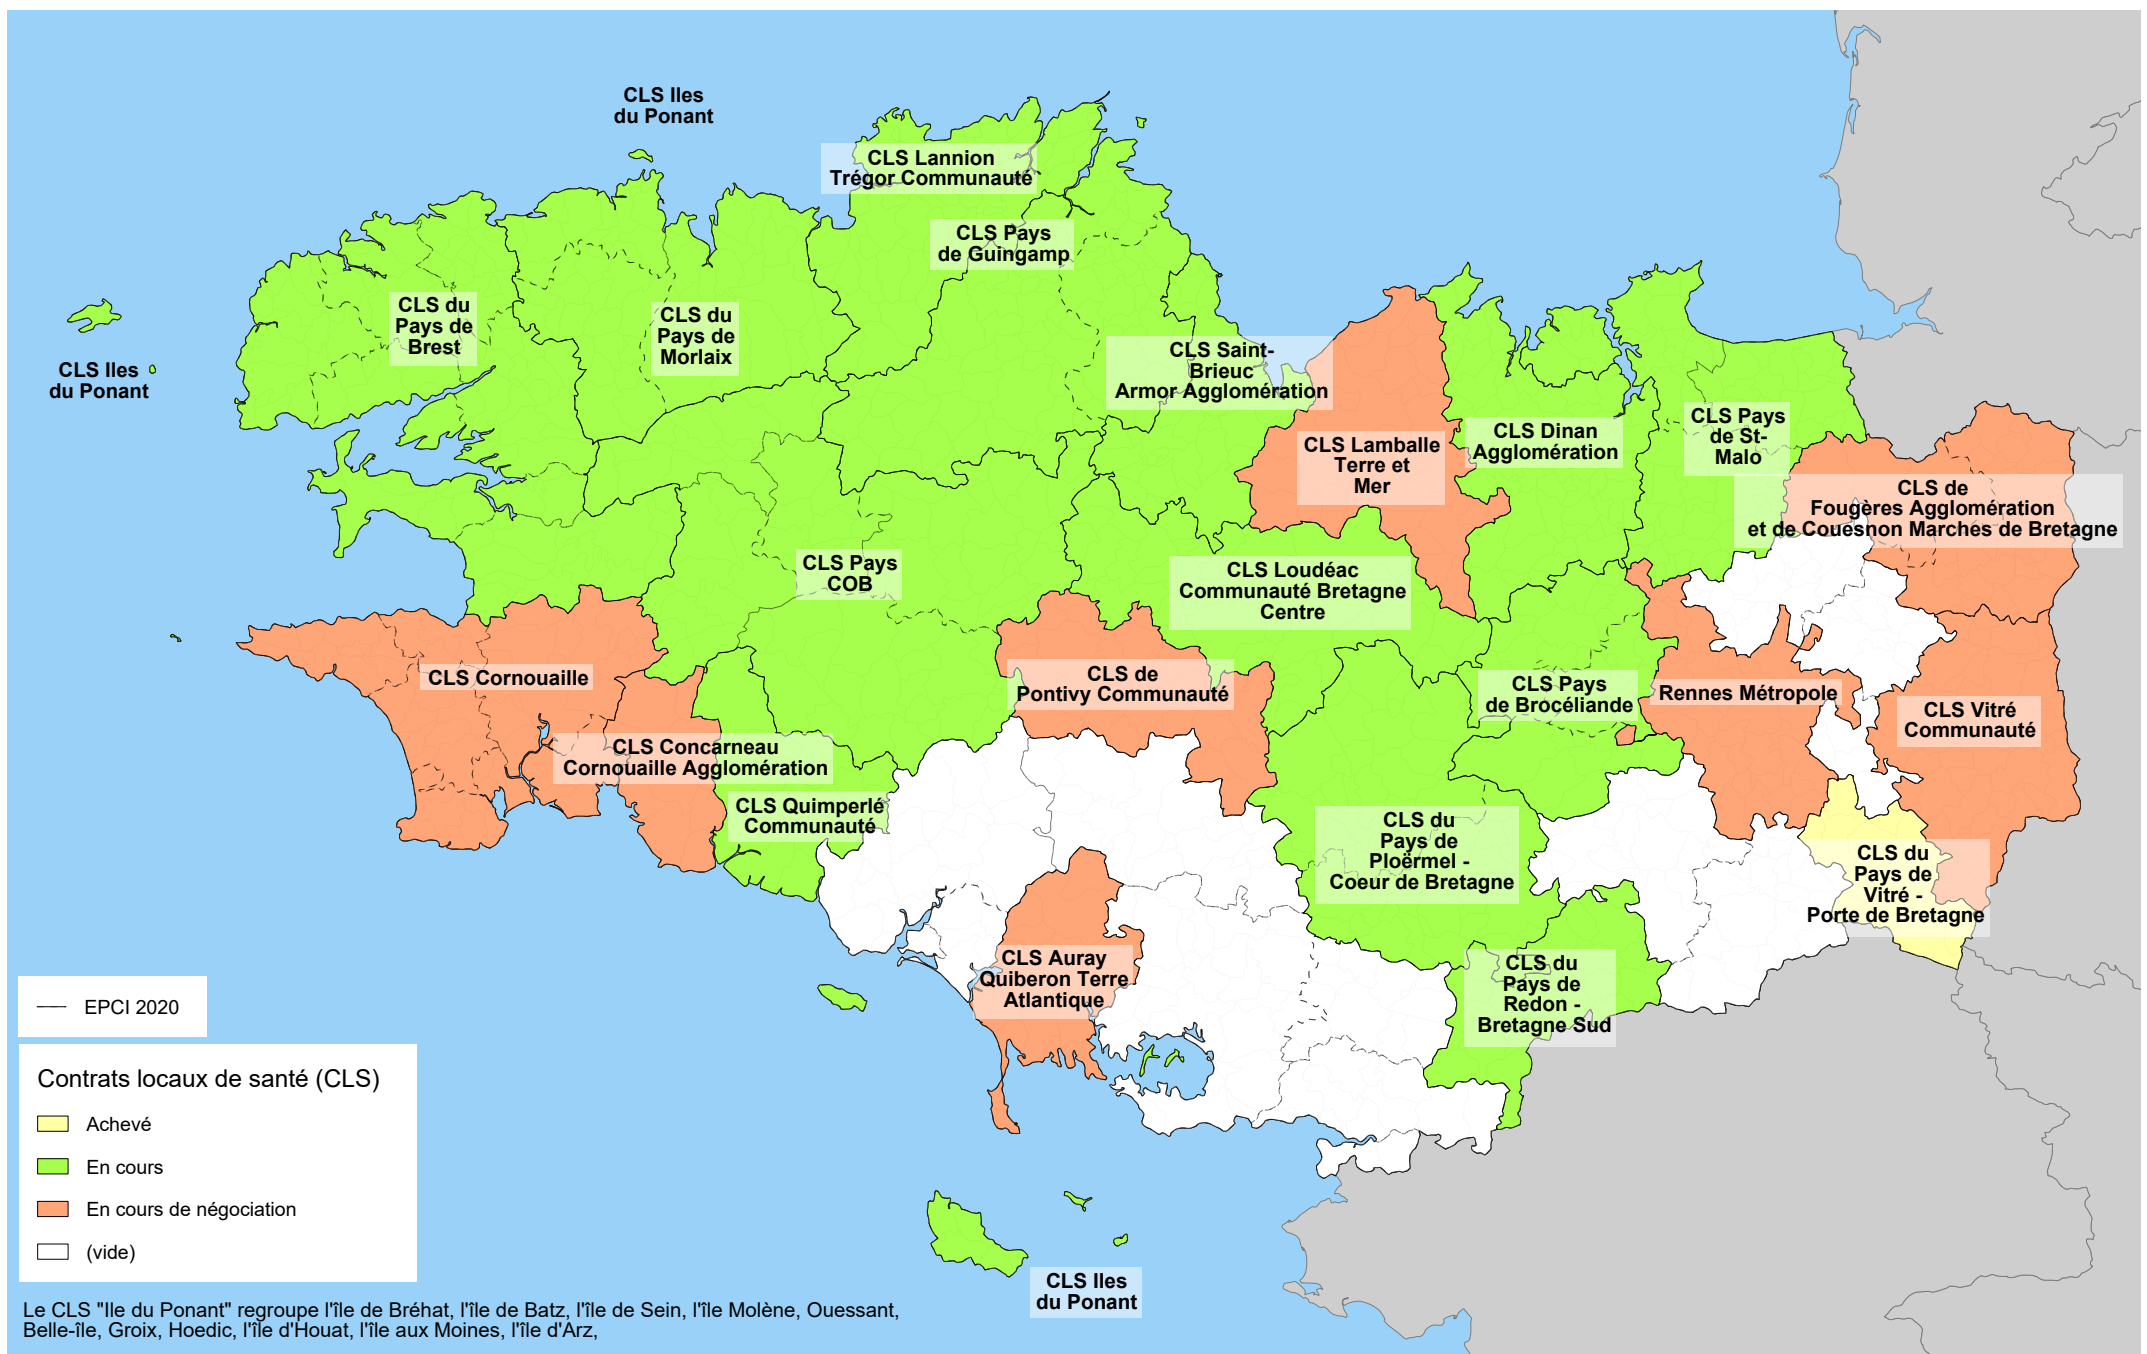 CLS Iles
du Ponant
CLS Lannion
Trégor Communauté
CLS Pays
de Guingamp
CLS du
Pays de
Brest
CLS du
Pays de
Morlaix
CLS Iles
du Ponant
CLS Saint-
Brieuc
Armor Agglomération
CLS Lamballe
Terre et
Mer
CLS Dinan
Agglomération
CLS Pays
de St-
Malo
CLS de
Fougères Agglomération
et de Couesnon Marches de Bretagne
CLS Pays
COB
CLS Loudéac
Communauté Bretagne
Centre
CLS Cornouaille
CLS de
Pontivy Communauté
CLS Pays
de Brocéliande
Rennes Métropole
CLS Vitré
Communauté
CLS Concarneau
Cornouaille Agglomération
CLS Quimperlé
Communauté
CLS du
Pays de
Ploërmel -
Coeur de Bretagne
CLS du
Pays de
Vitré -
Porte de Bretagne
CLS Auray
Quiberon Terre
Atlantique
CLS du
Pays de
Redon -
Bretagne Sud
EPCI 2020
Contrats locaux de santé (CLS)
Achevé
En cours
En cours de négociation
(vide)
CLS Iles
du Ponant
Le CLS "Ile du Ponant" regroupe l'île de Bréhat, l'île de Batz, l'île de Sein, l'île Molène, Ouessant,
Belle-île, Groix, Hoedic, l'île d'Houat, l'île aux Moines, l'île d'Arz,